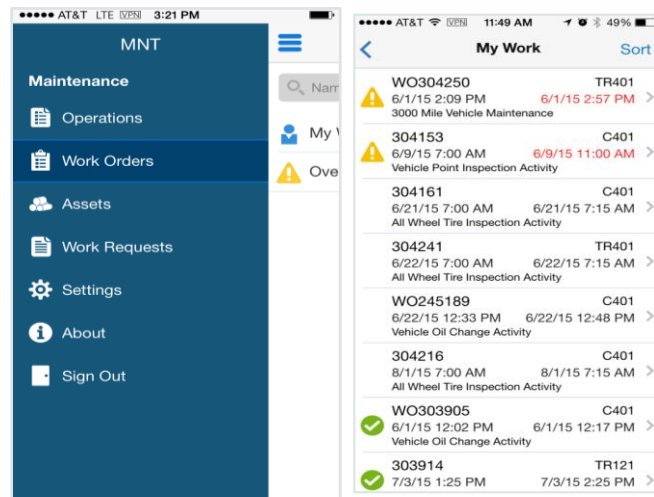 AT&T LTE VPN 3:21 PM
MNT
Maintenance
Operations
Work Orders
Assets
Work Requests
Settings
About
Sign Out
Nam
My
Ove
AT&T VPN 11:49 AM 49%
My Work Sort
WO304250 TR401
6/1/15 2:09 PM 6/1/15 2:57 PM
3000 Mile Vehicle Maintenance
304153 C401
6/9/15 7:00 AM 6/9/15 11:00 AM
Vehicle Point Inspection Activity
304161 C401
6/21/15 7:00 AM 6/21/15 7:15 AM
All Wheel Tire Inspection Activity
304241 TR401
6/22/15 7:00 AM 6/22/15 7:15 AM
All Wheel Tire Inspection Activity
WO245189 C401
6/22/15 12:33 PM 6/22/15 12:48 PM
Vehicle Oil Change Activity
304216 C401
8/1/15 7:00 AM 8/1/15 7:15 AM
All Wheel Tire Inspection Activity
WO303905 C401
6/1/15 12:02 PM 6/1/15 12:17 PM
Vehicle Oil Change Activity
303914 TR121
7/3/15 1:25 PM 7/3/15 2:25 PM